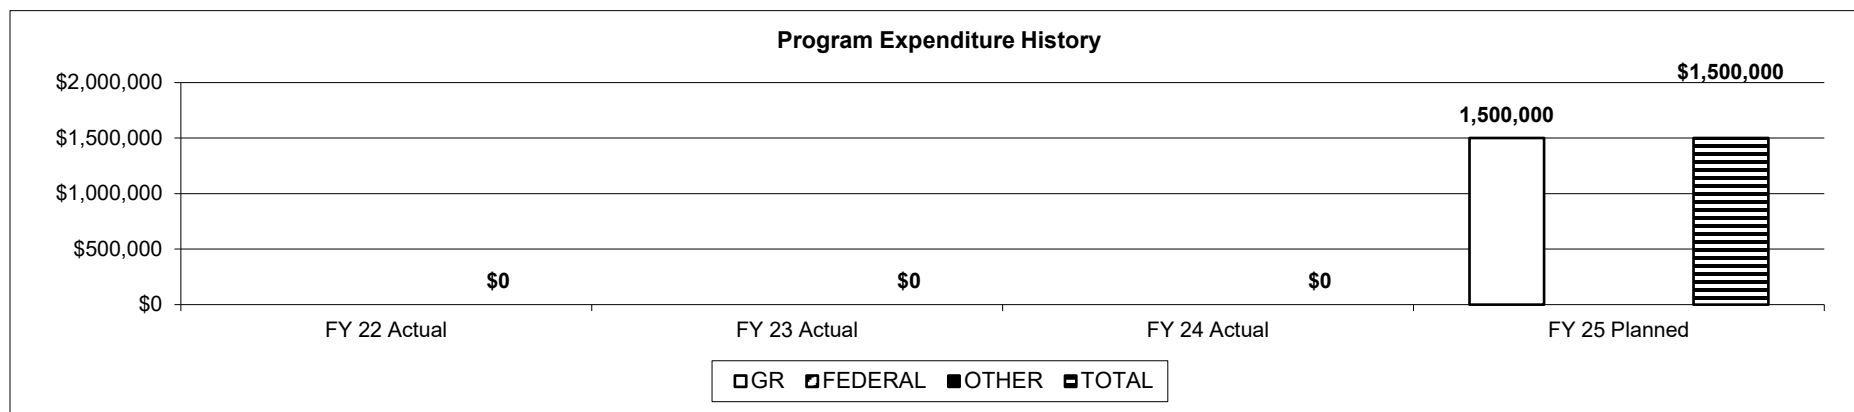 Program Expenditure History
$2,000,000
$1,500,000
$1,000,000
$500,000
$0
$0
$0
$0
1,500,000
$1,500,000
FY 22 Actual
FY 23 Actual
FY 24 Actual
FY 25 Planned
GR FEDERAL OTHER TOTAL